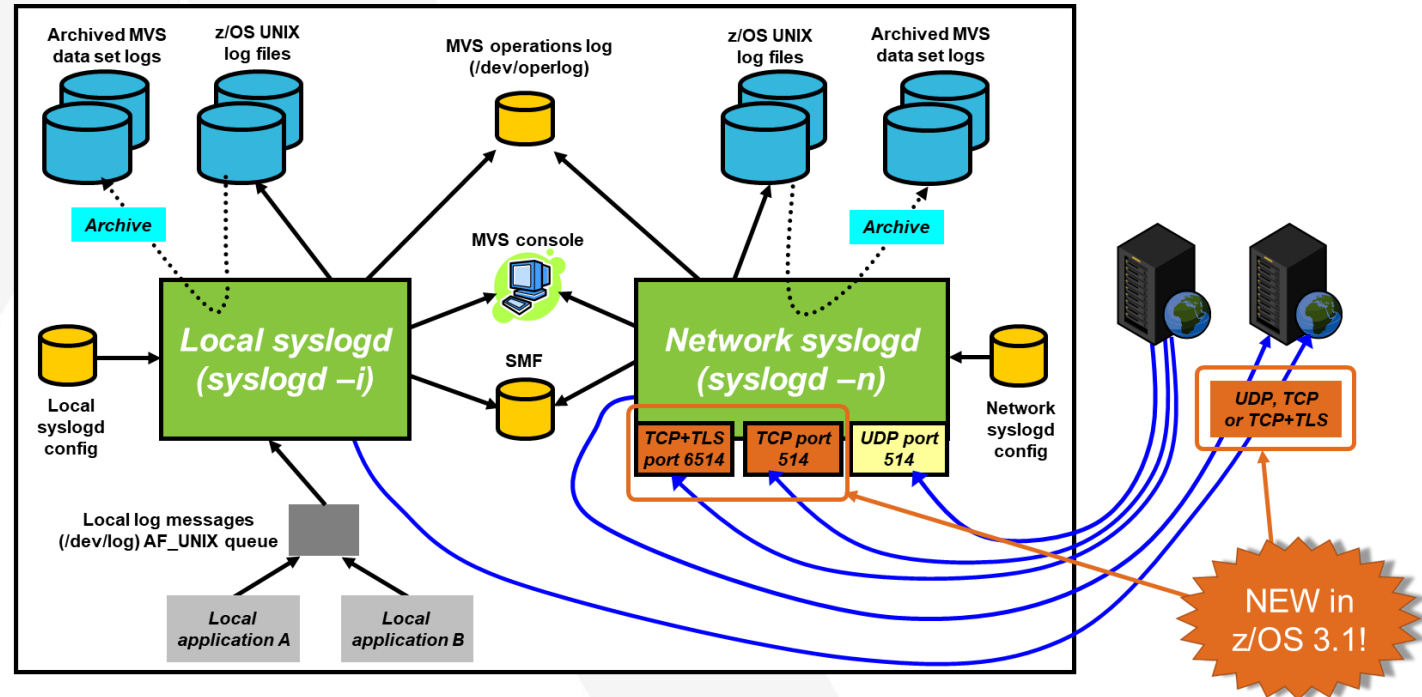 Archived MVS
data set logs
z/OS UNIX
log files
MVS operations log
(/dev/operlog)
z/OS UNIX
log files
Archived MVS
data set logs
Archive
MVS console
Archive
Local syslogd
(syslogd –i)
SMF
Network syslogd
(syslogd –n)
Local
syslogd
config
Network
syslogd
config
TCP+TLS
port 6514
TCP port
514
UDP port
514
UDP, TCP
or TCP+TLS
Local log messages
(/dev/log) AF_UNIX queue
Local
application A
Local
application B
NEW in
z/OS 3.1!